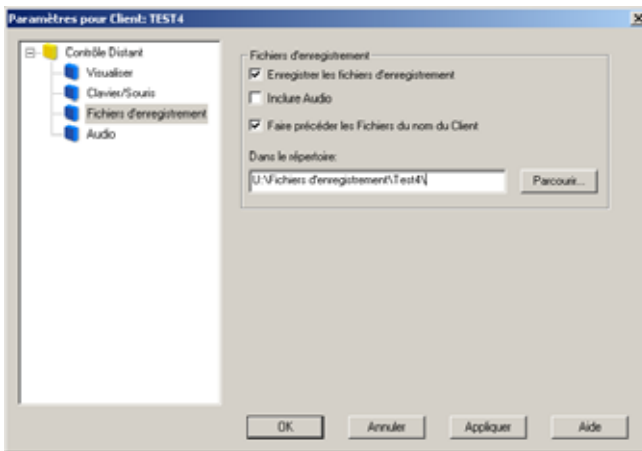 Paramètres pour Client: TEST4
Contrôle Distant
Visualiser
Clavier/Souris
Fichiers d'enregistrement
Audio
Fichiers d'enregistrement
Enregistrer les fichiers d'enregistrement
Inclure Audio
Faire précéder les Fichiers du nom du Client
Dans le répertoire:
U:\Fichiers d'enregistrement\Test4\
Parcourir...
OK
Annuler
Appliquer
Aide